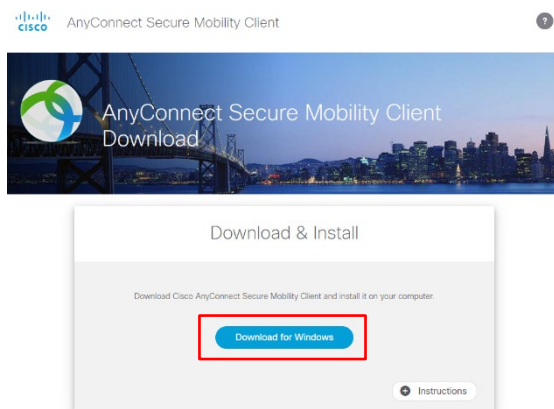 CISCO
AnyConnect Secure Mobility Client
?
AnyConnect Secure Mobility Client
Download
Download & Install
Download Cisco AnyConnect Secure Mobility Client and install it on your computer.
Download for Windows
Instructions